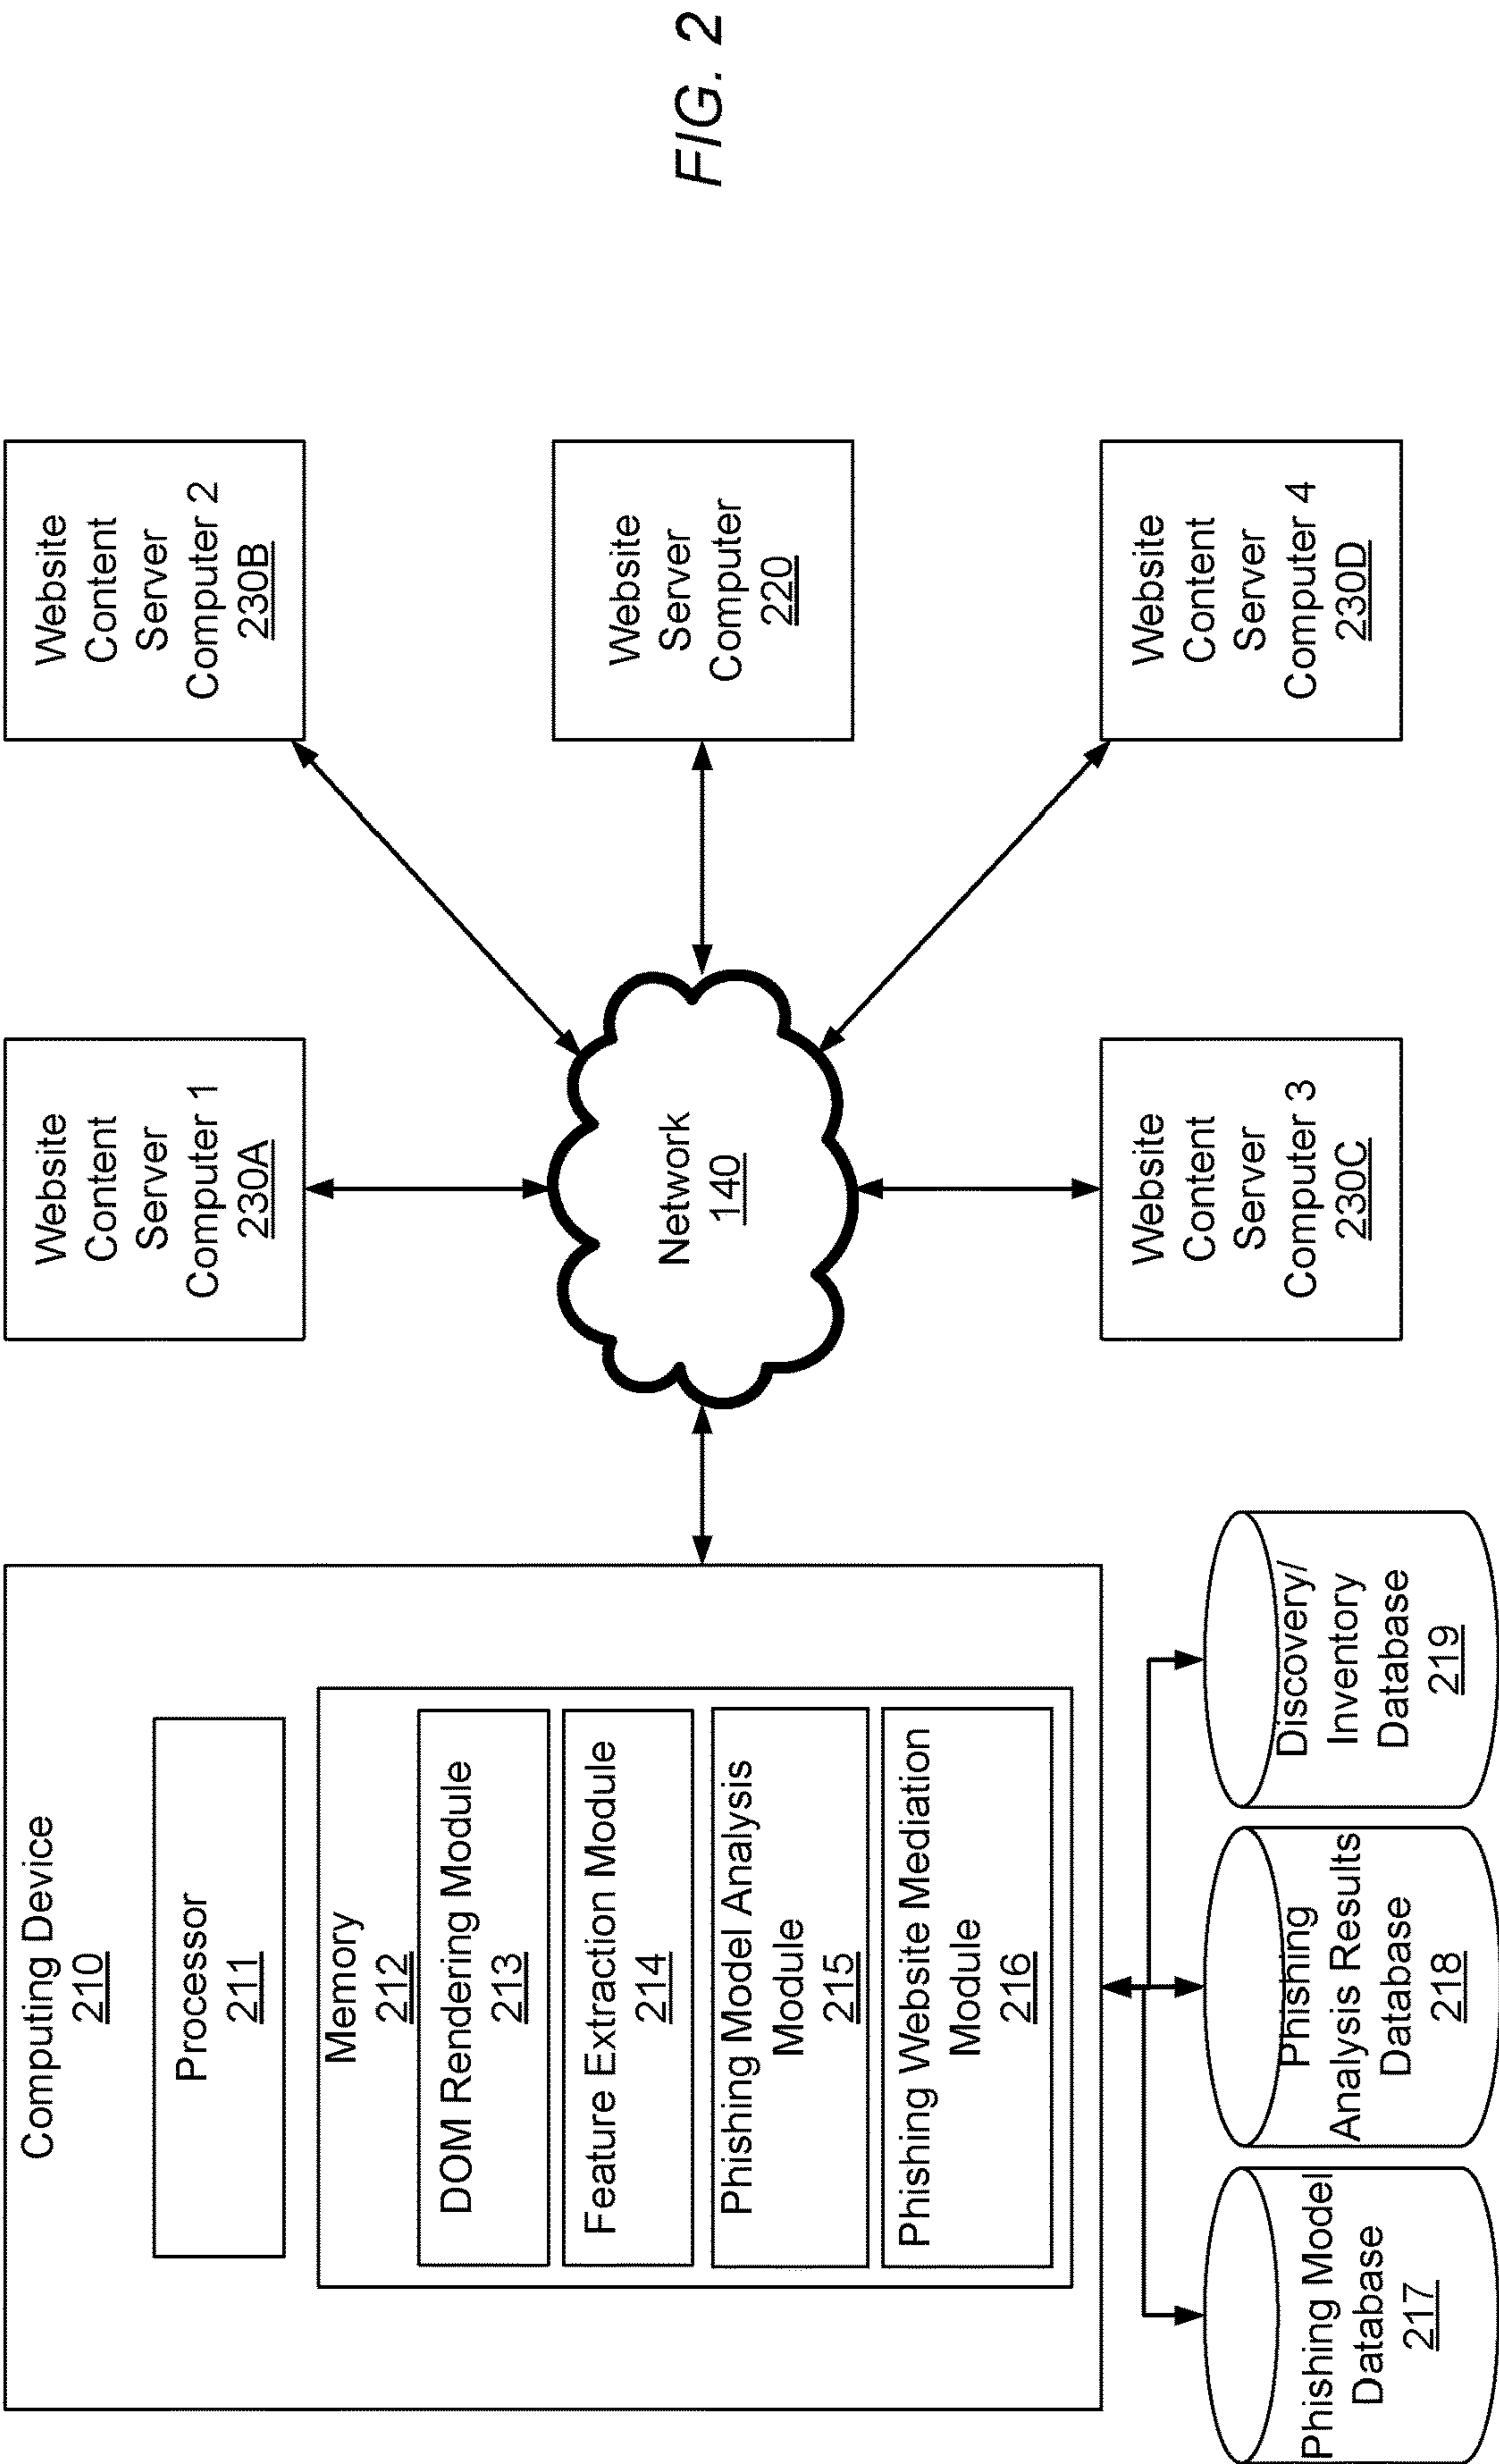 Computing Device
210
Processor
211
Memory
212
DOM Rendering Module
213
Feature Extraction Module
214
Phishing Model Analysis
Module
215
Phishing Website Mediation
Module
216
Phishing Model
Database
217
Phishing
Analysis Results
Database
218
Discovery/
Inventory
Database
219
Network
140
Website
Content
Server
Computer 1
230A
Website
Content
Server
Computer 2
230B
Website
Server
Computer
220
Website
Content
Server
Computer 3
230C
Website
Content
Server
Computer 4
230D
FIG. 2